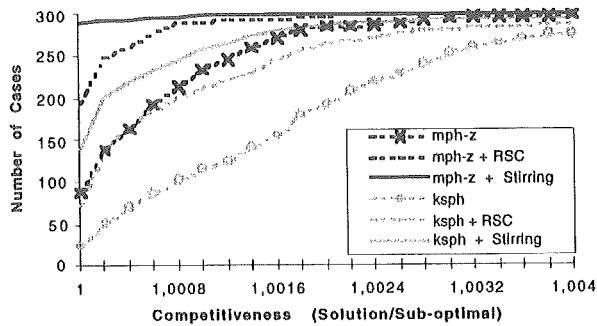 300
250
200
150
100
50
0
Number of Cases
mph-z
mph-z + RSC
mph-z + Stirring
ksph
ksph + RSC
ksph + Stirring
1 1,0008 1,0016 1,0024 1,0032 1,004
Competitiveness (Solution/Sub-optimal)